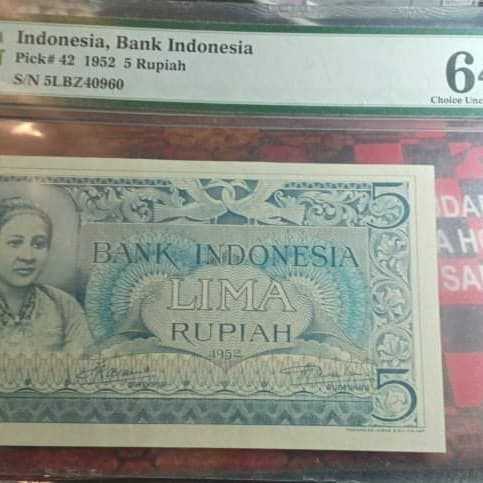 Indonesia, Bank Indonesia
Pick# 42 1952 5 Rupiah
S/N 5LBZ40960
64
Choice Unc
5
BANK INDONESIA
LIMA
RUPIAH
1952
5